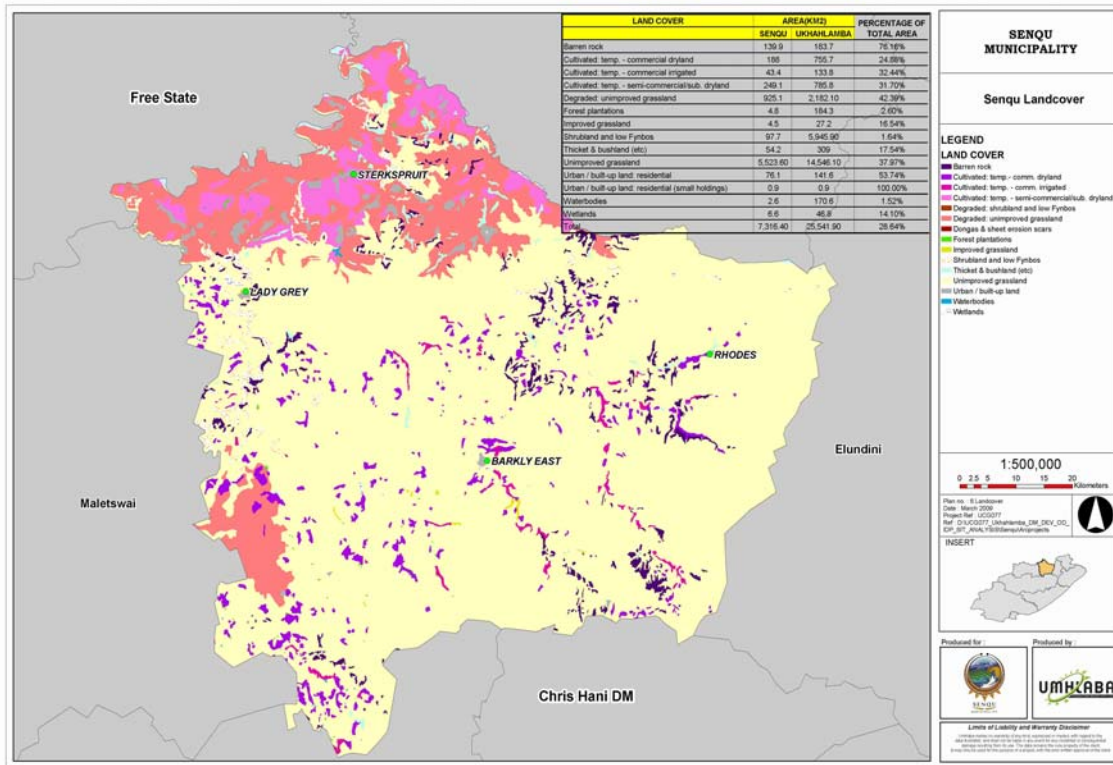 LAND COVER AREA(KM2) PERCENTAGE OF TOTAL AREA
SENQU UKHAHLAMBA
Barren rock 139.9 183.7 76.16%
Cultivated: temp. - commercial dryland 188 755.7 24.88%
Cultivated: temp. - commercial irrigated 43.4 133.8 32.44%
Cultivated: temp. - semi-commercial/sub. dryland 249.1 785.8 31.70%
Degraded: unimproved grassland 925.1 2,182.10 42.39%
Forest plantations 4.8 184.3 2.60%
Improved grassland 4.5 27.2 16.54%
Shrubland and low Fynbos 97.7 5,945.90 1.64%
Thicket & bushland (etc) 54.2 309 17.54%
Unimproved grassland 5,523.60 14,546.10 37.97%
Urban / built-up land: residential 76.1 141.6 53.74%
Urban / built-up land: residential (small holdings) 0.9 0.9 100.00%
Waterbodies 2.6 170.6 1.52%
Wetlands 6.6 46.8 14.10%
Total 7,316.40 25,541.90 28.64%
Free State
STERKSPRUIT
LADY GREY
RHODES
BARKLY EAST
Elundini
Maletswai
Chris Hani DM
SENQU
MUNICIPALITY
Senqu Landcover
LEGEND
LAND COVER
Barren rock
Cultivated: temp. - comm. dryland
Cultivated: temp. - comm. irrigated
Cultivated: temp. - semi-commercial/sub. dryland
Degraded: shrubland and low Fynbos
Degraded: unimproved grassland
Dongas & sheet erosion scars
Forest plantations
Improved grassland
Shrubland and low Fynbos
Thicket & bushland (etc)
Unimproved grassland
Urban / built-up land
Waterbodies
Wetlands
1:500,000
0 2.5 5 10 15 20
Kilometers
Plan no. : 6 Landcover
Date : March 2009
Project Ref : UCG077
INSERT
Produced for :
Produced by :
SENQU
UMHLABA
Limits of Liability and Warranty Disclaimer